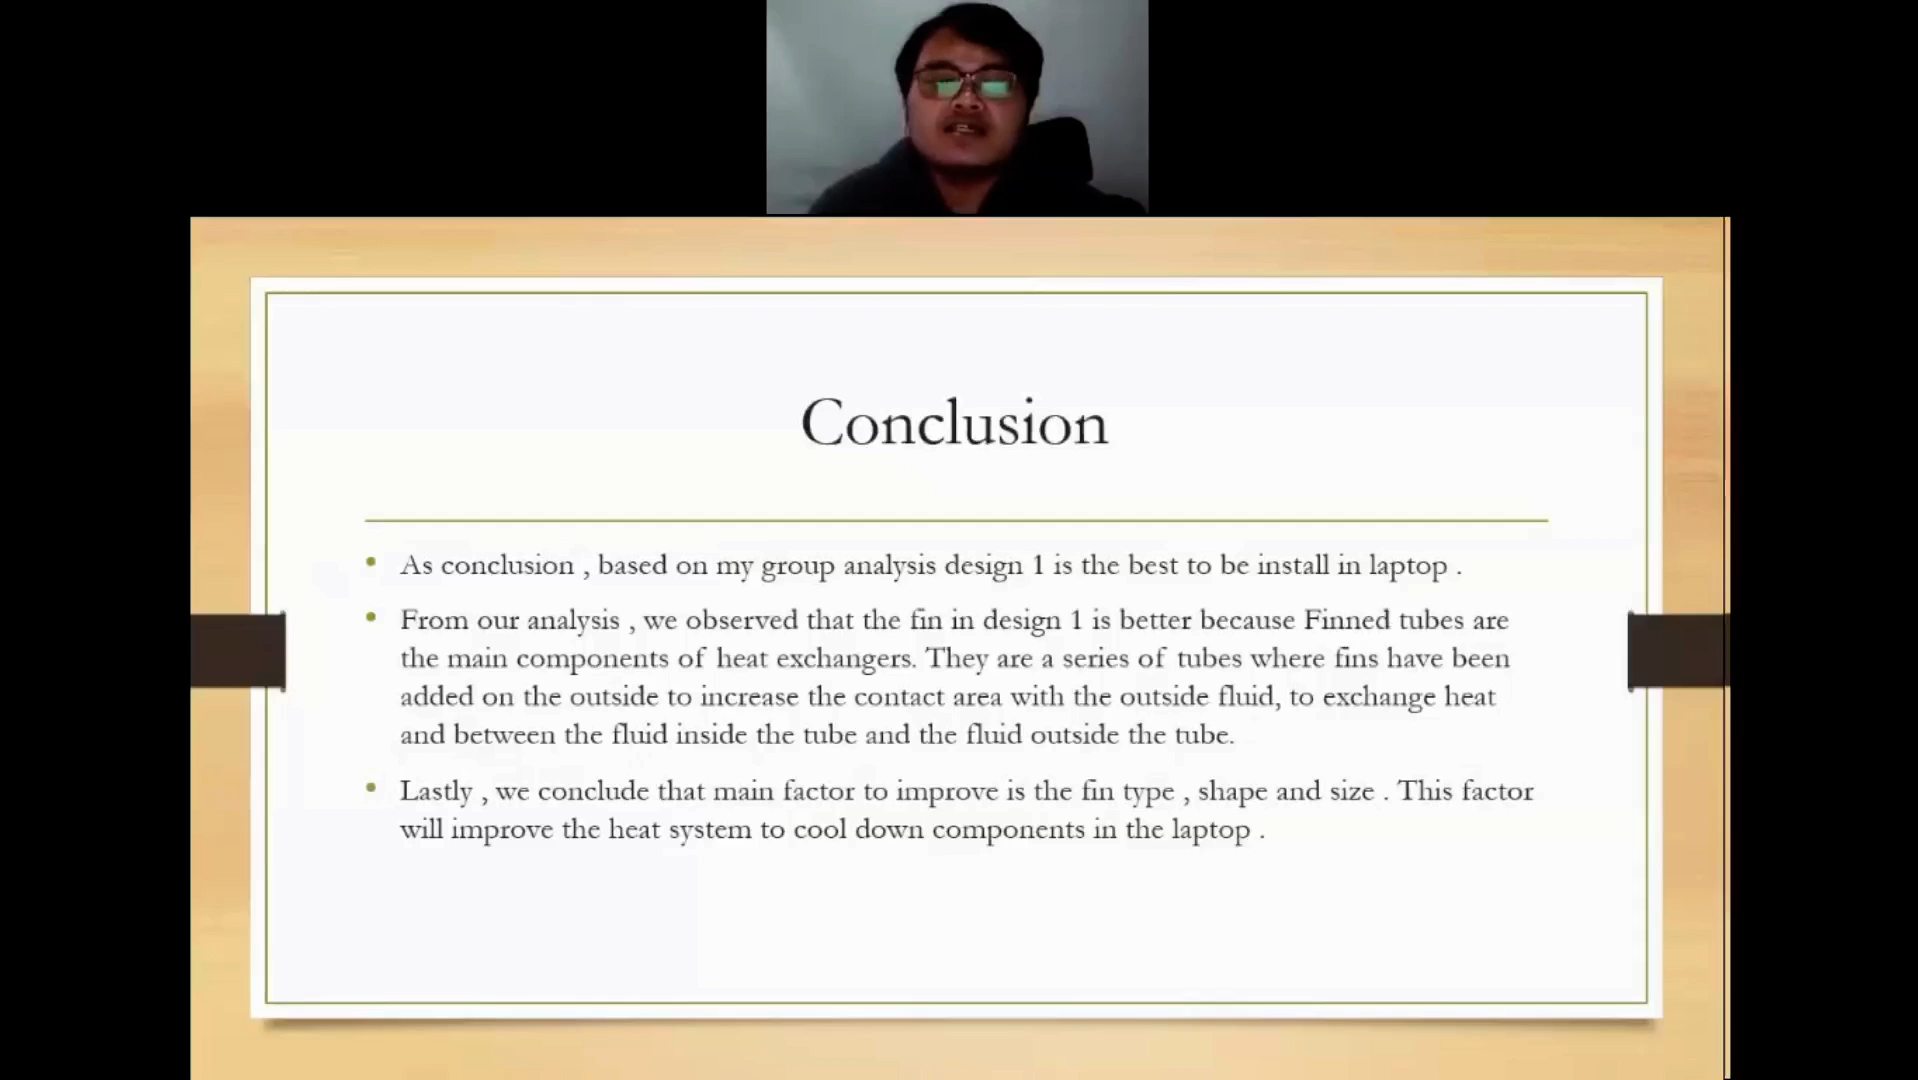 Conclusion
As conclusion , based on my group analysis design 1 is the best to be install in laptop .
From our analysis , we observed that the fin in design 1 is better because Finned tubes are
the main components of heat exchangers. They are a series of tubes where fins have been
added on the outside to increase the contact area with the outside fluid, to exchange heat
and between the fluid inside the tube and the fluid outside the tube.
Lastly , we conclude that main factor to improve is the fin type , shape and size . This factor
will improve the heat system to cool down components in the laptop .